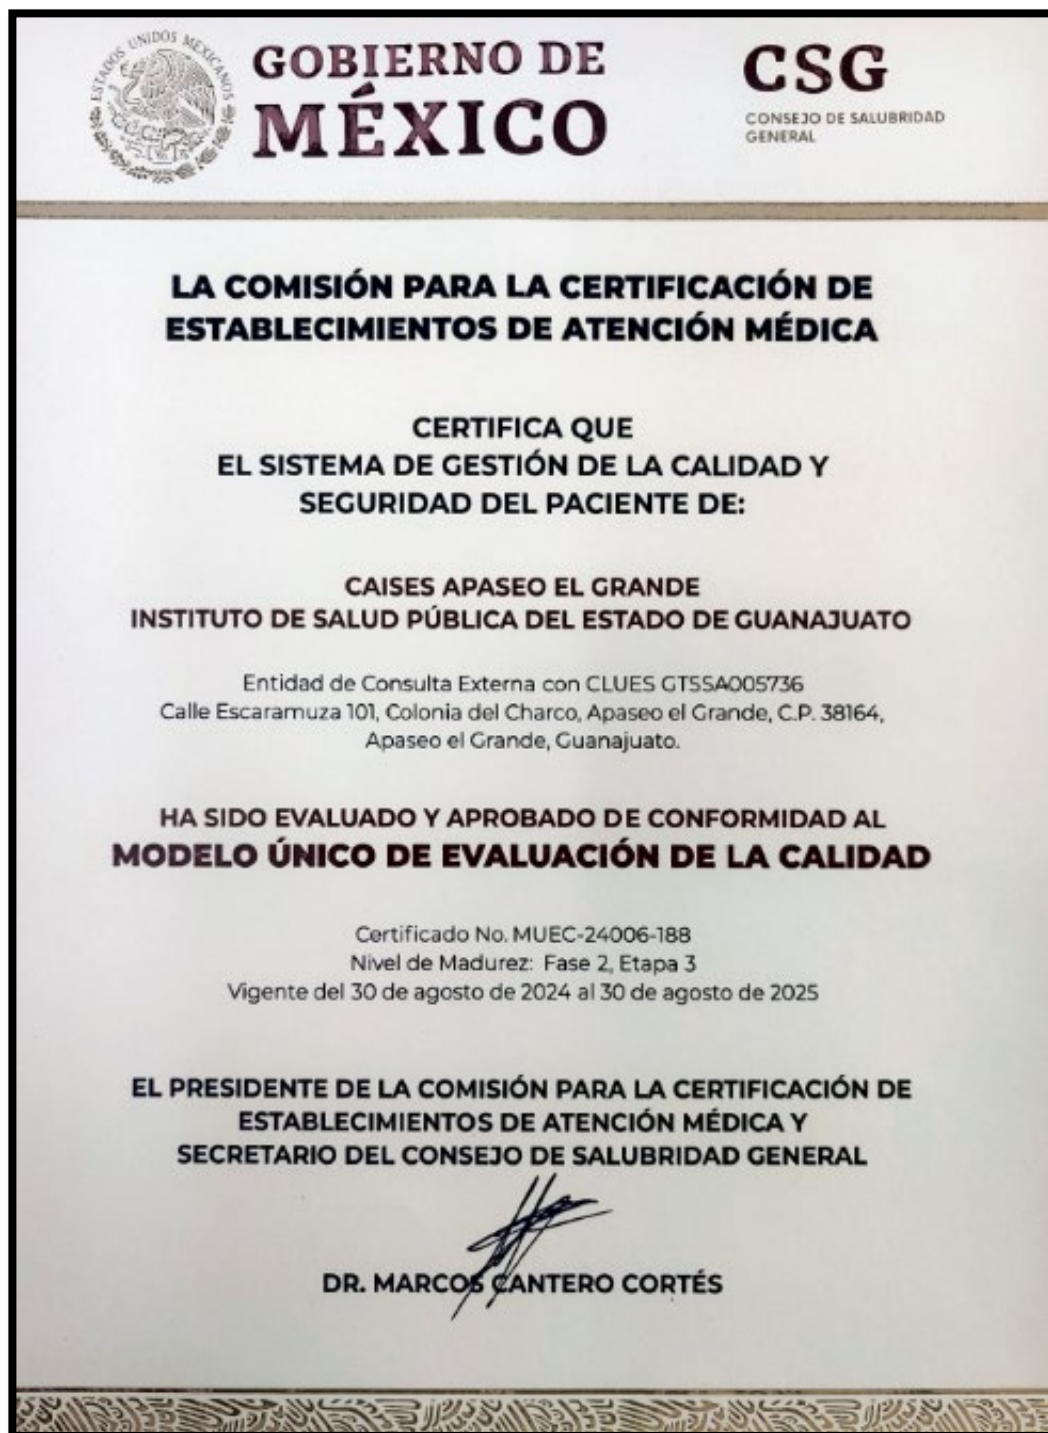 ESTADOS UNIDOS MEXICANOS
GOBIERNO DE
MÉXICO
CSG
CONSEJO DE SALUBRIDAD
GENERAL
LA COMISIÓN PARA LA CERTIFICACIÓN DE
ESTABLECIMIENTOS DE ATENCIÓN MÉDICA
CERTIFICA QUE
EL SISTEMA DE GESTIÓN DE LA CALIDAD Y
SEGURIDAD DEL PACIENTE DE:
CAISES APASEO EL GRANDE
INSTITUTO DE SALUD PÚBLICA DEL ESTADO DE GUANAJUATO
Entidad de Consulta Externa con CLUES GTSSA005736
Calle Escaramuza 101, Colonia del Charco, Apaseo el Grande, C.P. 38164,
Apaseo el Grande, Guanajuato.
HA SIDO EVALUADO Y APROBADO DE CONFORMIDAD AL
MODELO ÚNICO DE EVALUACIÓN DE LA CALIDAD
Certificado No. MUEC-24006-188
Nivel de Madurez: Fase 2, Etapa 3
Vigente del 30 de agosto de 2024 al 30 de agosto de 2025
EL PRESIDENTE DE LA COMISIÓN PARA LA CERTIFICACIÓN DE
ESTABLECIMIENTOS DE ATENCIÓN MÉDICA Y
SECRETARIO DEL CONSEJO DE SALUBRIDAD GENERAL
DR. MARCOS CANTERO CORTÉS